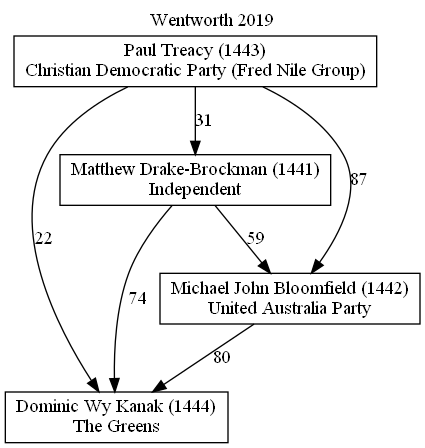 Wentworth 2019
Paul Treacy (1443)
Christian Democratic Party (Fred Nile Group)
31
Matthew Drake-Brockman (1441)
Independent
87
22
74
59
Michael John Bloomfield (1442)
United Australia Party
80
Dominic Wy Kanak (1444)
The Greens